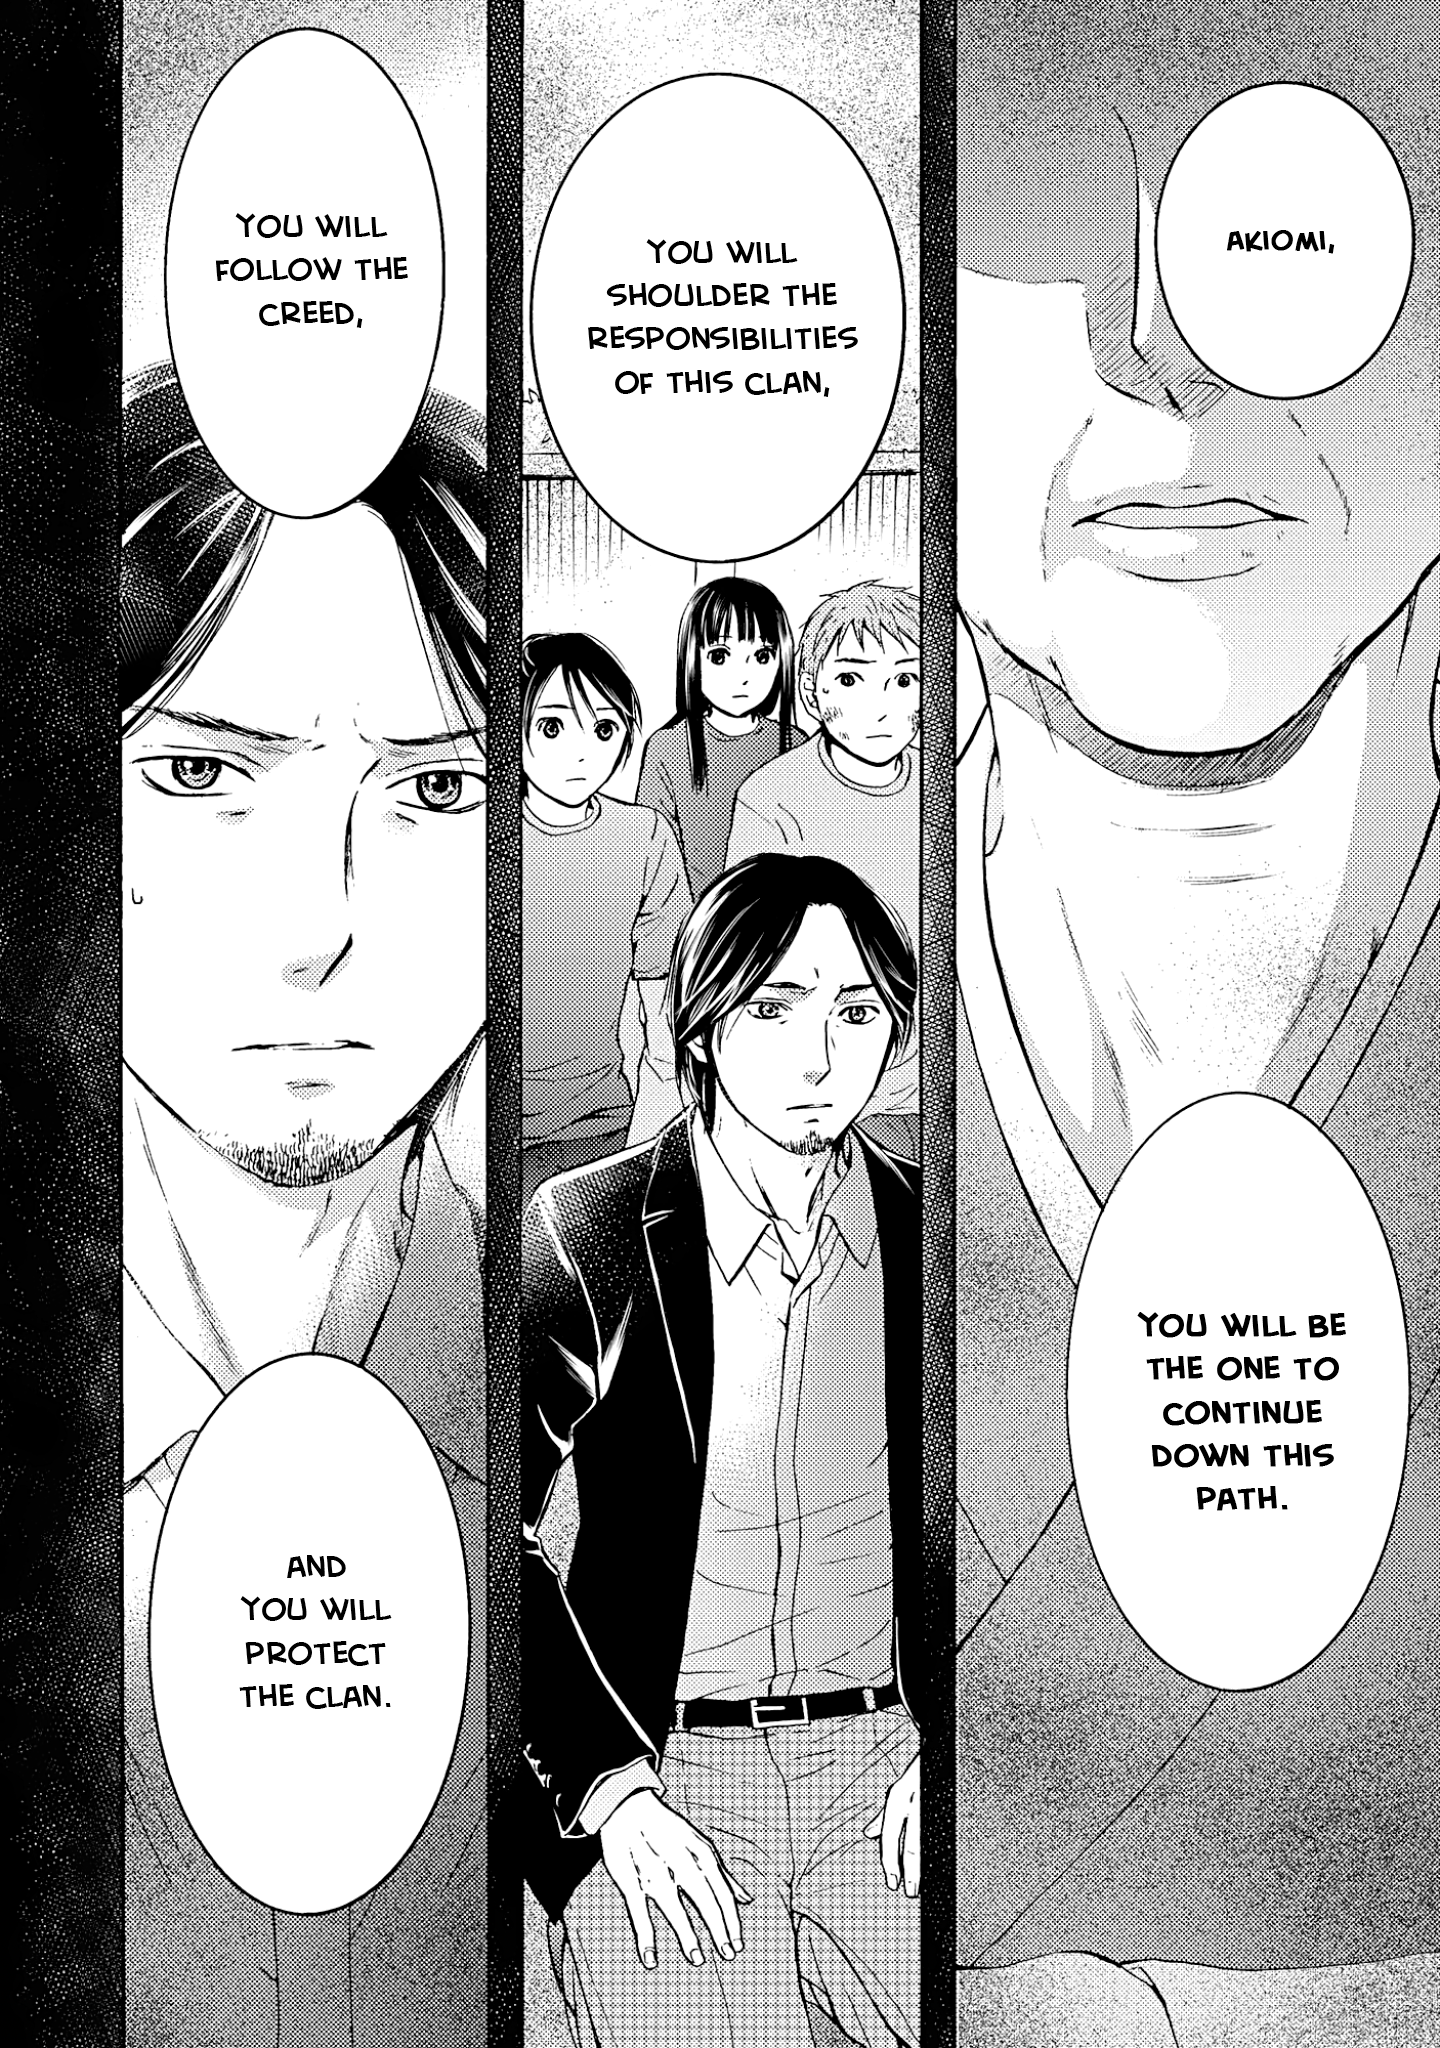 AKIOMI,
YOU WILL BE
THE ONE TO
CONTINUE
DOWN THIS
PATH.
YOU WILL
SHOULDER THE
RESPONSIBILITIES
OF THIS CLAN,
YOU WILL
FOLLOW THE
CREED,
AND
YOU WILL
PROTECT
THE CLAN.